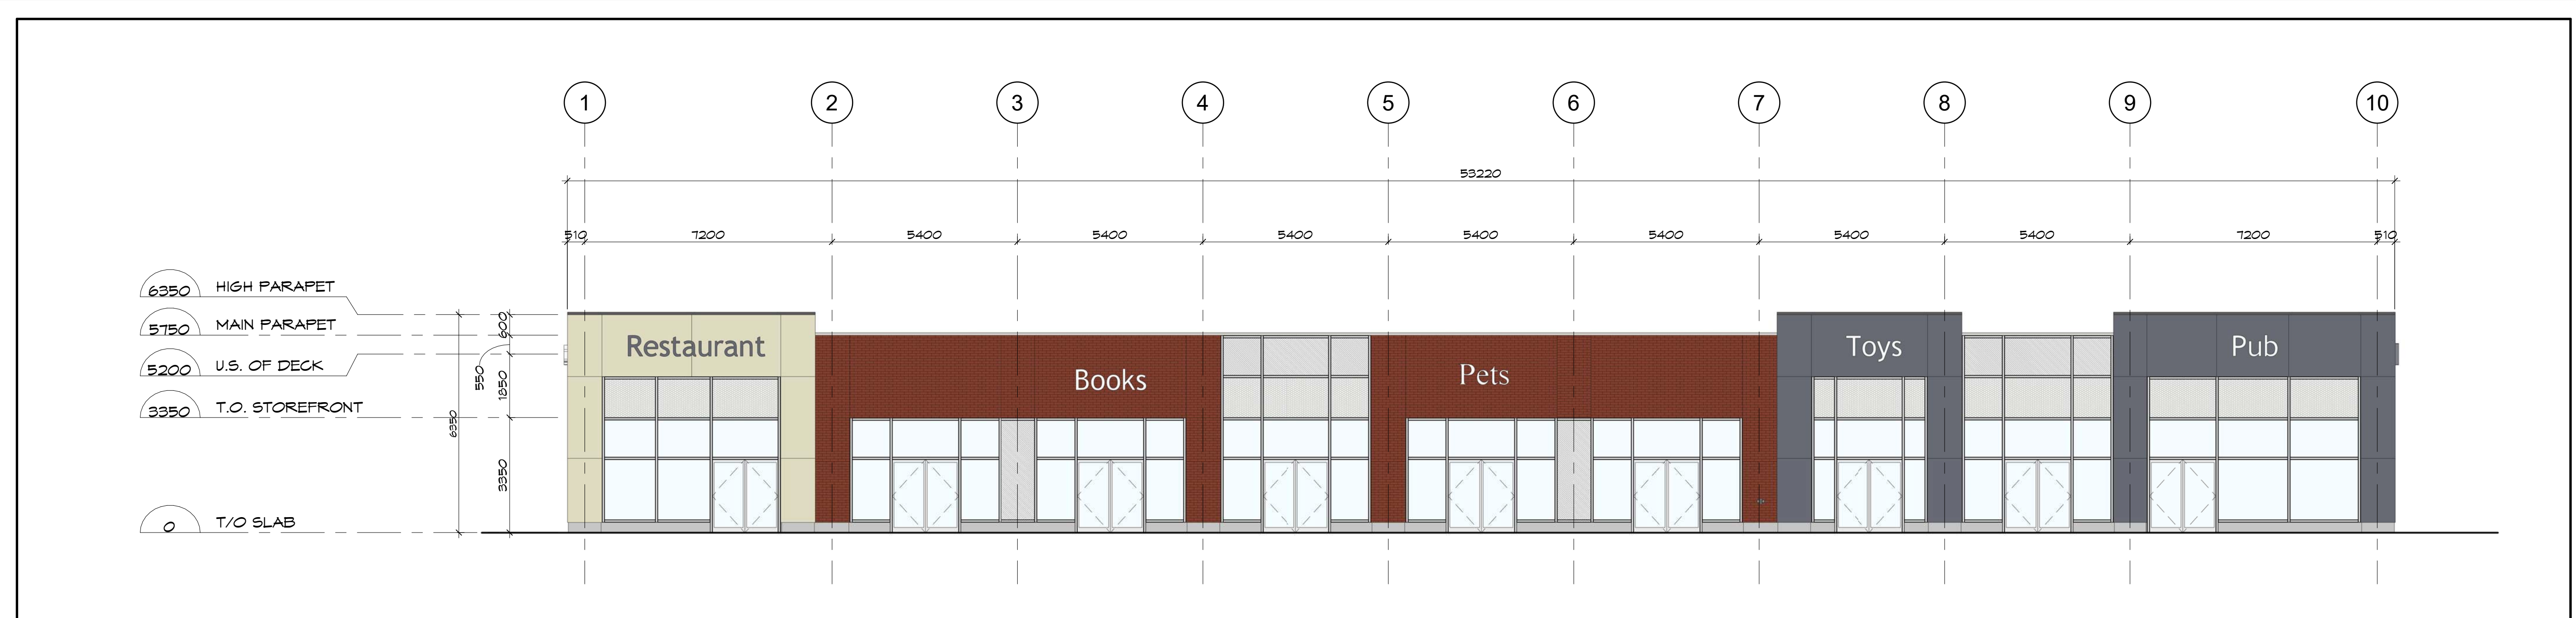 1 2 3 4 5 6 7 8 9 10
53220
510 7200 5400 5400 5400 5400 5400 5400 5400 7200 510
6350 HIGH PARAPET
5750 MAIN PARAPET
5200 U.S. OF DECK
3350 T.O. STOREFRONT
0 T/O SLAB
600
550
1850
6350
3350
Restaurant
Books
Pets
Toys
Pub